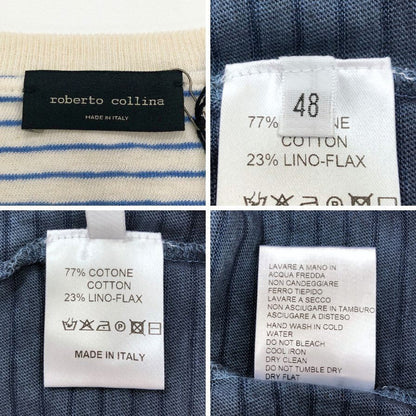 roberto collina
MADE IN ITALY
48
77% COTONE
COTTON
23% LINO-FLAX
77% COTONE
COTTON
23% LINO-FLAX
MADE IN ITALY
LAVARE A MANO IN
ACQUA FREDDA
NON CANDEGGIARE
FERRO TIEPIDO
LAVARE A SECCO
NON ASCIUGARE IN TAMBURO
ASCIUGARE A DISTESO
HAND WASH IN COLD
WATER
DO NOT BLEACH
COOL IRON
DRY CLEAN
DO NOT TUMBLE DRY
DRY FLAT